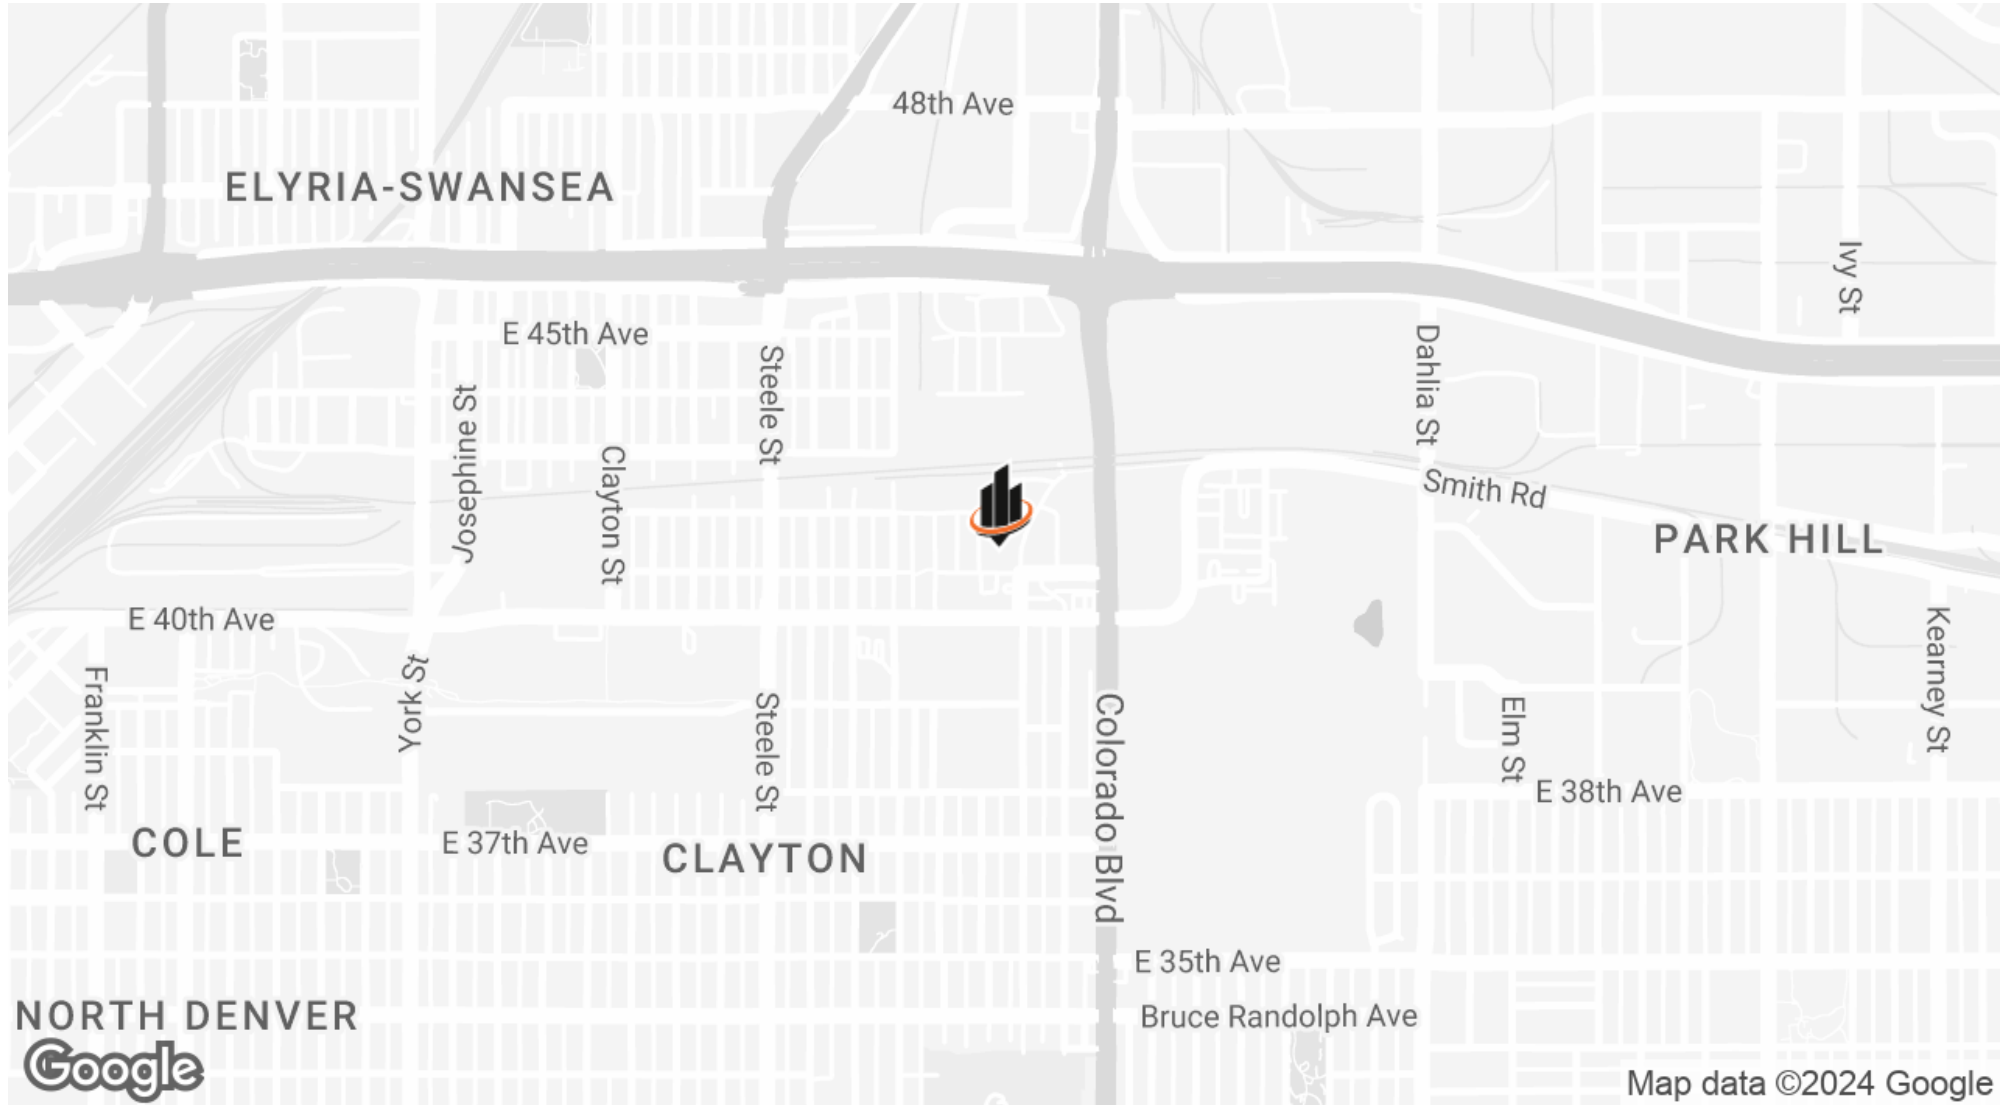 48th Ave
ELYRIA-SWANSEA
Ivy St
E 45th Ave
Steele St
Dahlia St
Josephine St
Clayton St
Smith Rd
PARK HILL
E 40th Ave
Franklin St
York St
Steele St
Colorado Blvd
Elm St
Kearney St
E 38th Ave
COLE
E 37th Ave
CLAYTON
E 35th Ave
NORTH DENVER
Bruce Randolph Ave
Google
Map data ©2024 Google